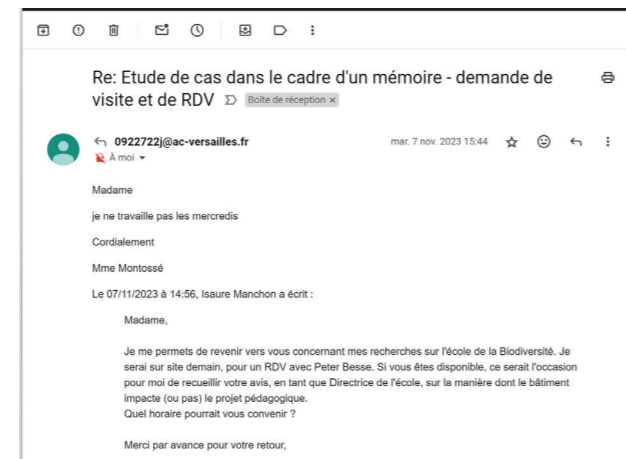 Re: Etude de cas dans le cadre d'un mémoire - demande de
visite et de RDV Boîte de réception ×
0922722j@ac-versailles.fr mar. 7 nov. 2023 15:44
À moi
Madame
je ne travaille pas les mercredis
Cordialement
Mme Montossé
Le 07/11/2023 à 14:56, Isaure Manchon a écrit :
Madame,
Je me permets de revenir vers vous concernant mes recherches sur l'école de la Biodiversité. Je
serai sur site demain, pour un RDV avec Peter Besse. Si vous êtes disponible, ce serait l'occasion
pour moi de recueillir votre avis, en tant que Directrice de l'école, sur la manière dont le bâtiment
impacte (ou pas) le projet pédagogique.
Quel horaire pourrait vous convenir ?
Merci par avance pour votre retour,